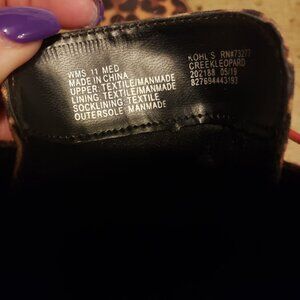 WMS 11 MED
MADE IN CHINA
UPPER: TEXTILE/MANMADE
LINING: TEXTILE/MANMADE
SOCKLINING: TEXTILE
OUTERSOLE: MANMADE
KOHL'S RN#73277
CREEKLEOPARD
202188 05/19
827694443193